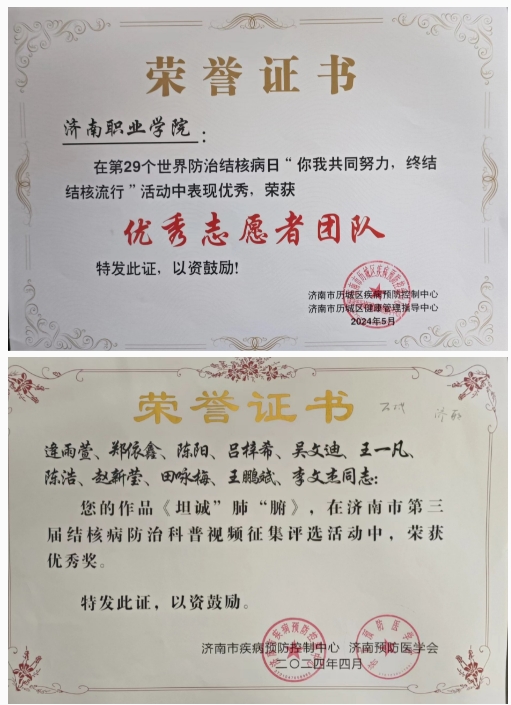 荣誉证书
济南职业学院：
在第29个世界防治结核病日“你我共同努力，终结
结核流行”活动中表现优秀，荣获
优秀志愿者团队
特发此证，以资鼓励!
济南市历城区疾病预防控制中心
济南市历城区健康管理指导中心
2024年5月
荣誉证书
逄雨萱、郑依鑫、陈阳、吕梓希、吴文迪、王一凡、
陈浩、赵新莹、田咏梅、王鹏斌、李文杰同志:
您的作品《坦诚”肺“腑》，在济南市第三
届结核病防治科普视频征集评选活动中，荣获
优秀奖。
特发此证，以资鼓励。
济南市疾病预防控制中心 济南预防医学会
二〇二四年四月